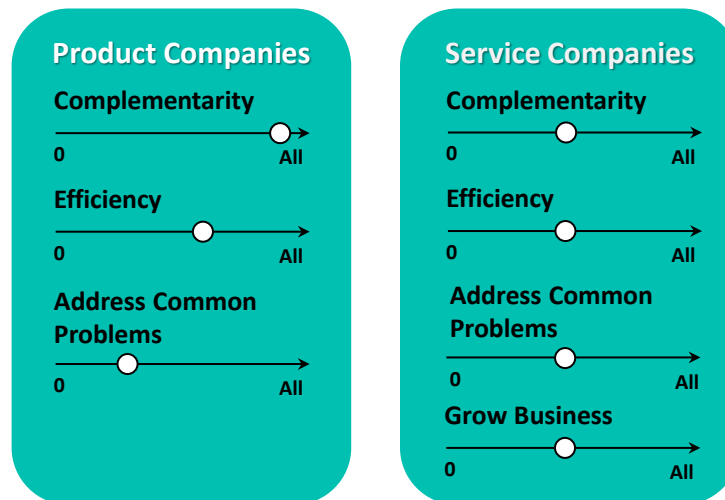 Product Companies
Complementarity
0 All
Efficiency
0 All
Address Common
Problems
0 All
Service Companies
Complementarity
0 All
Efficiency
0 All
Address Common
Problems
0 All
Grow Business
0 All